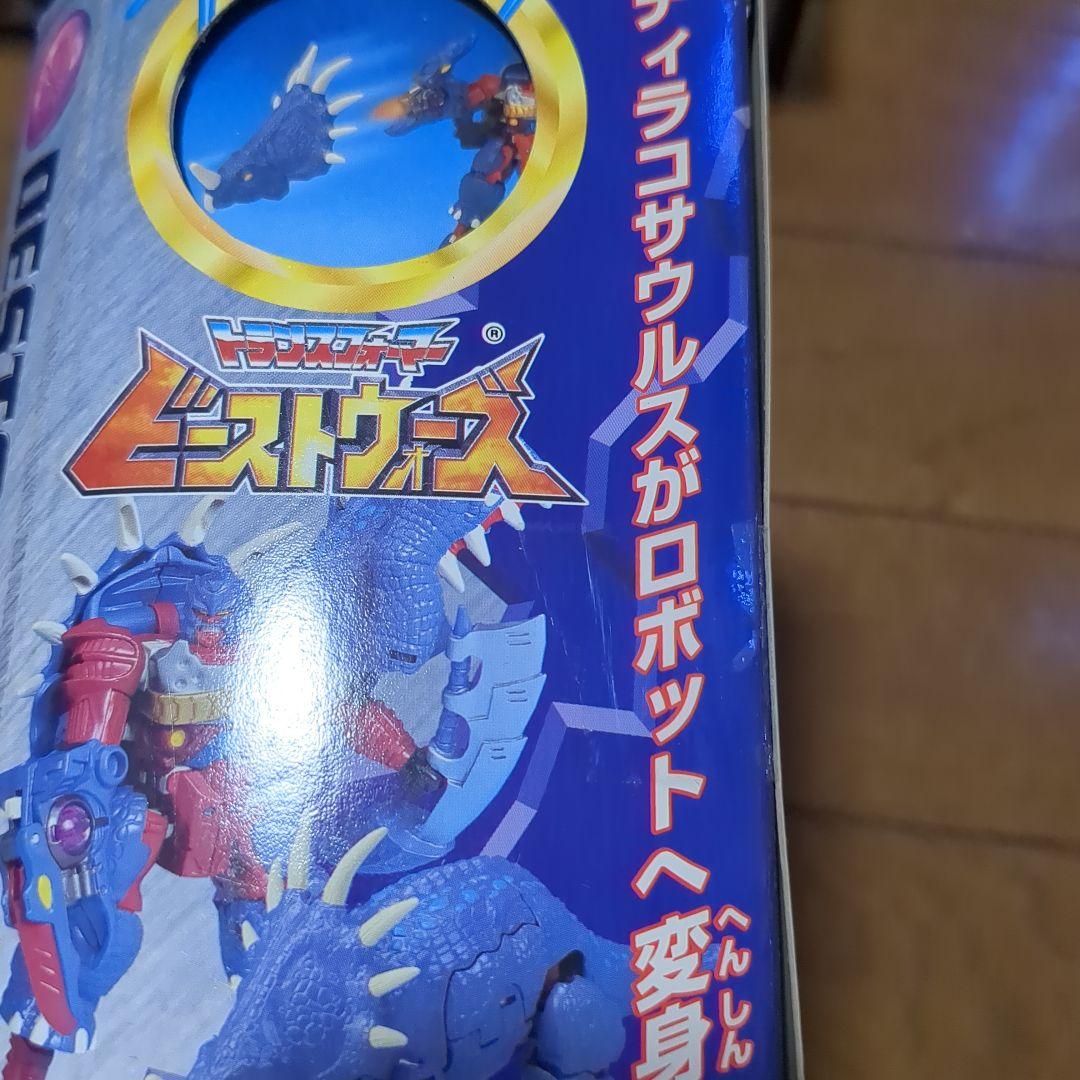 トランスフォーマー®
ビーストウォーズ
ィラコサウルスがロボットへ変身
へんしん
DEST